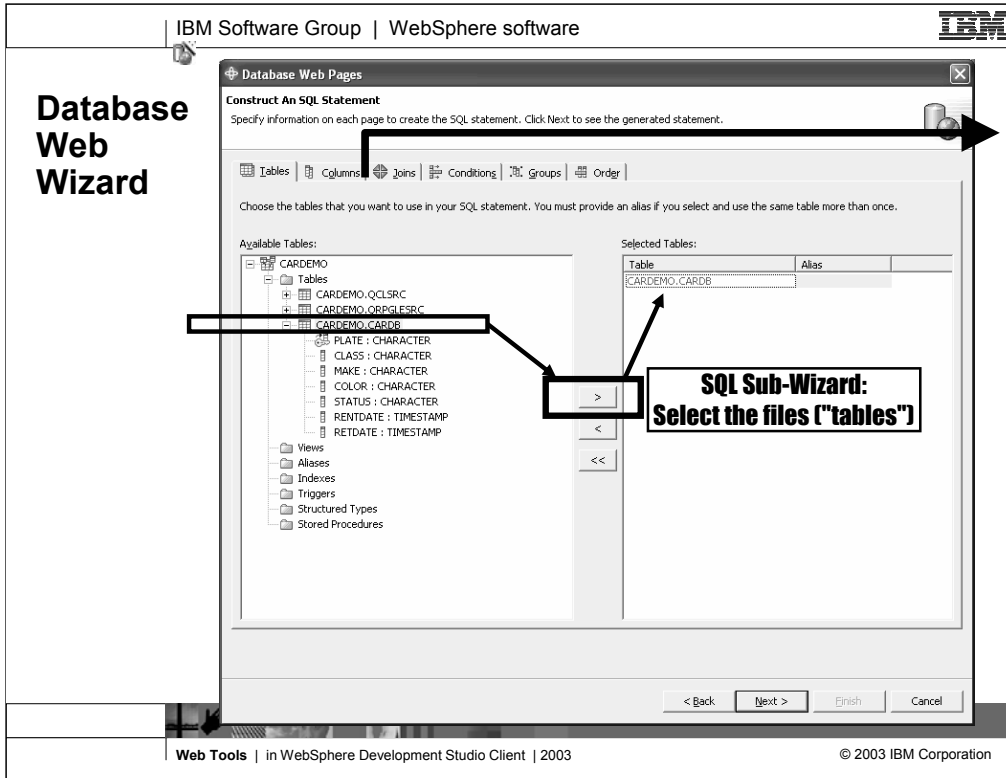 IBM Software Group | WebSphere software
IBM
Database
Web
Wizard
Database Web Pages
Construct An SQL Statement
Specify information on each page to create the SQL statement. Click Next to see the generated statement.
Tables
Columns
Joins
Conditions
Groups
Order
Choose the tables that you want to use in your SQL statement. You must provide an alias if you select and use the same table more than once.
Available Tables:
CARDEMO
Tables
CARDEMO.QCLSRC
CARDEMO.QRPGLESRC
CARDEMO.CARDB
PLATE : CHARACTER
CLASS : CHARACTER
MAKE : CHARACTER
COLOR : CHARACTER
STATUS : CHARACTER
RENTDATE : TIMESTAMP
RETDATE : TIMESTAMP
Views
Aliases
Indexes
Triggers
Structured Types
Stored Procedures
>
<
<<
Selected Tables:
Table Alias
CARDEMO.CARDB
SQL Sub-Wizard:
Select the files ("tables")
< Back
Next >
Finish
Cancel
Web Tools | in WebSphere Development Studio Client | 2003
© 2003 IBM Corporation